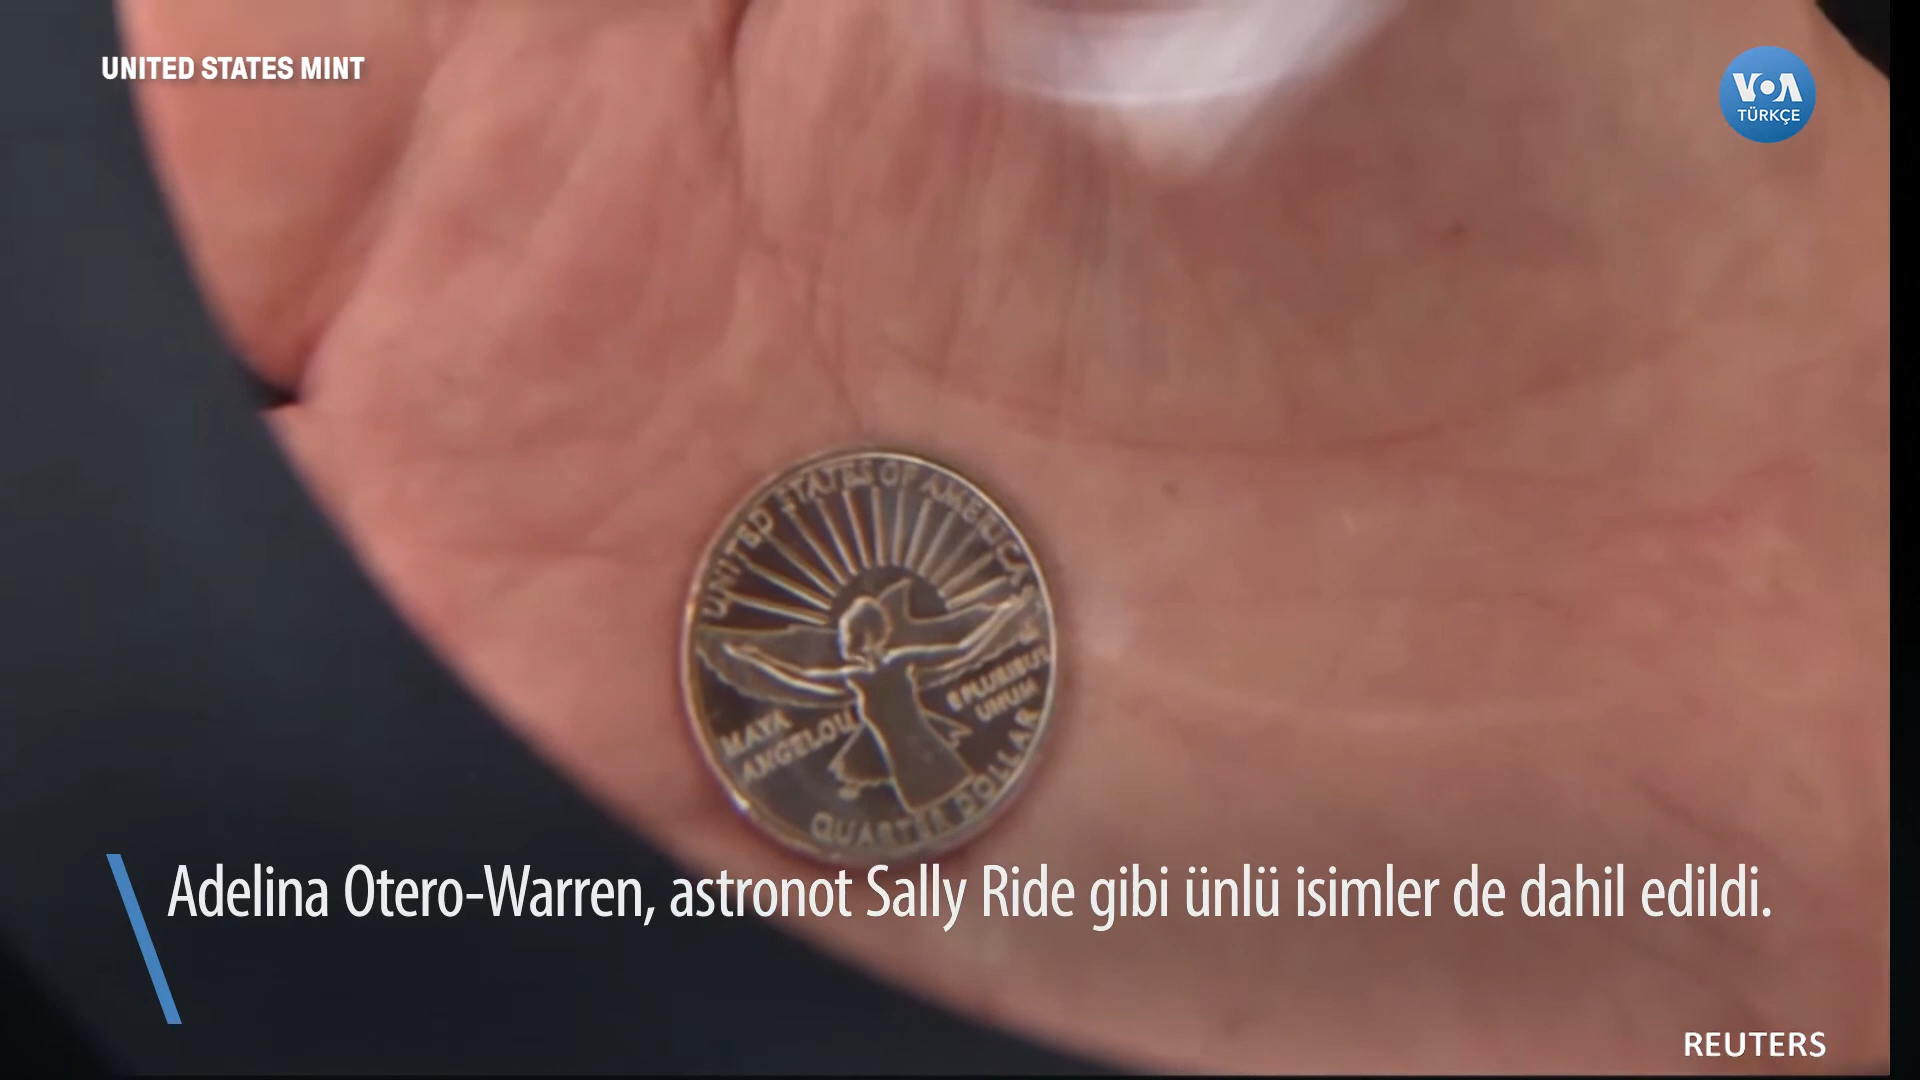 UNITED STATES MINT
VOA
TÜRKÇE
UNITED STATES OF AMERICA
E PLURIBUS
UNUM
MAYA
ANGELOU
QUARTER DOLLAR
Adelina Otero-Warren, astronot Sally Ride gibi ünlü isimler de dahil edildi.
REUTERS